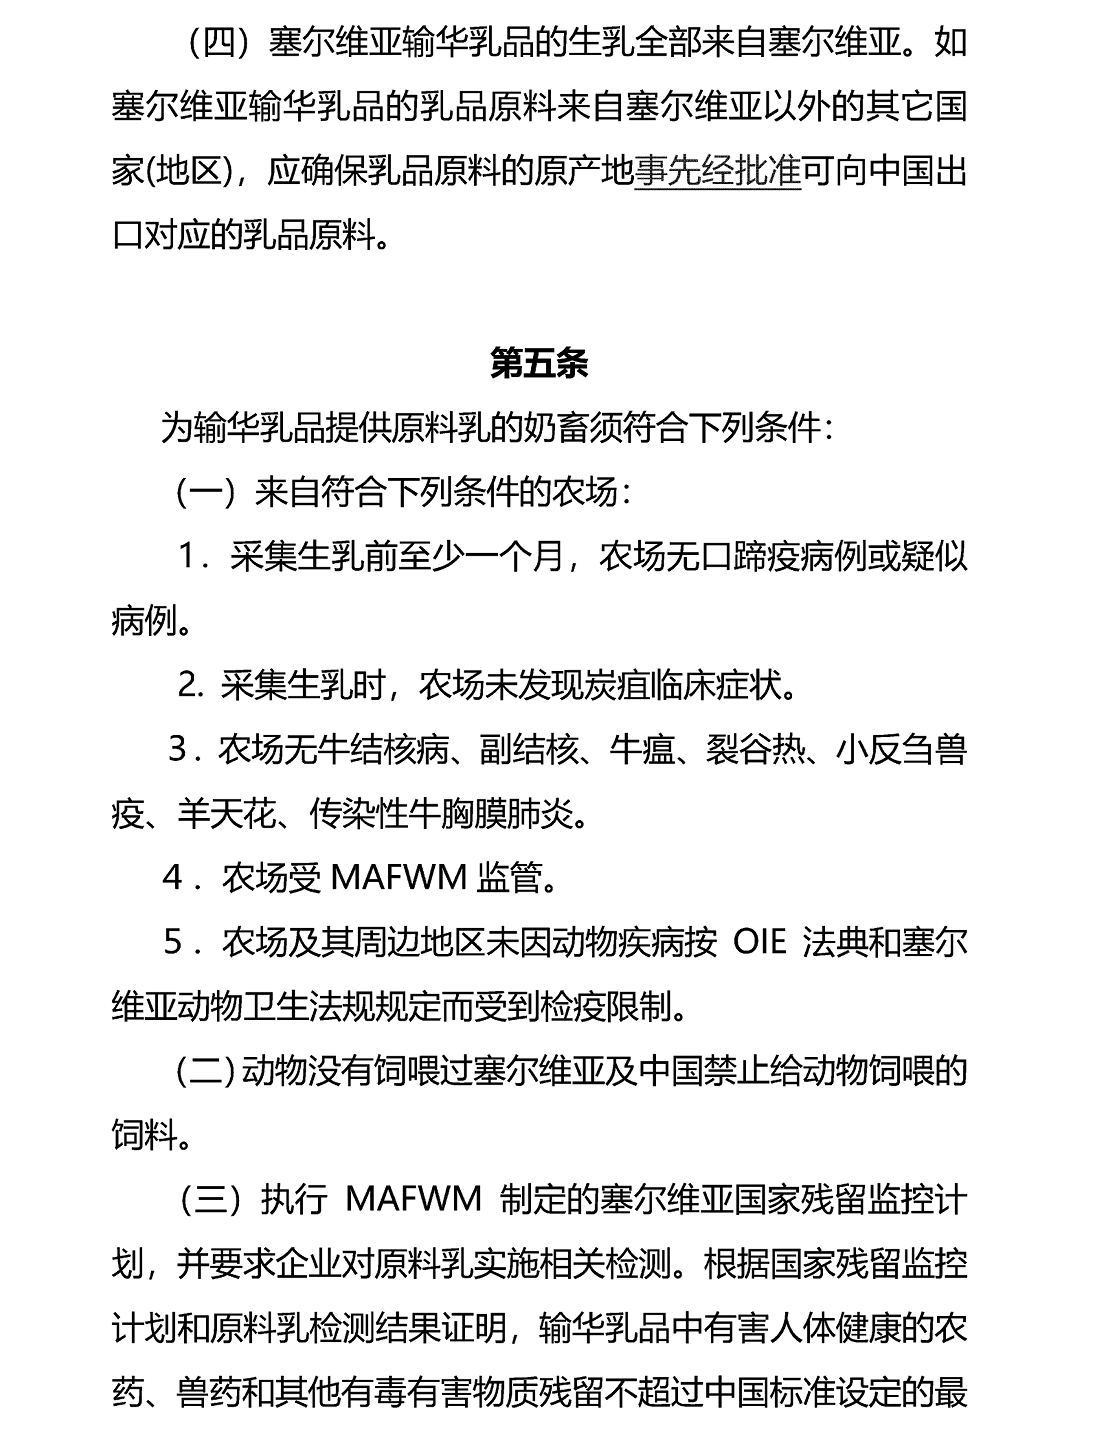 （四）塞尔维亚输华乳品的生乳全部来自塞尔维亚。如
塞尔维亚输华乳品的乳品原料来自塞尔维亚以外的其它国
家(地区)，应确保乳品原料的原产地事先经批准可向中国出
口对应的乳品原料。
第五条
为输华乳品提供原料乳的奶畜须符合下列条件：
（一）来自符合下列条件的农场：
1. 采集生乳前至少一个月，农场无口蹄疫病例或疑似
病例。
2. 采集生乳时，农场未发现炭疽临床症状。
3. 农场无牛结核病、副结核、牛瘟、裂谷热、小反刍兽
疫、羊天花、传染性牛胸膜肺炎。
4. 农场受 MAFWM 监管。
5. 农场及其周边地区未因动物疾病按 OIE 法典和塞尔
维亚动物卫生法规规定而受到检疫限制。
（二）动物没有饲喂过塞尔维亚及中国禁止给动物饲喂的
饲料。
（三）执行 MAFWM 制定的塞尔维亚国家残留监控计
划，并要求企业对原料乳实施相关检测。根据国家残留监控
计划和原料乳检测结果证明，输华乳品中有害人体健康的农
药、兽药和其他有毒有害物质残留不超过中国标准设定的最